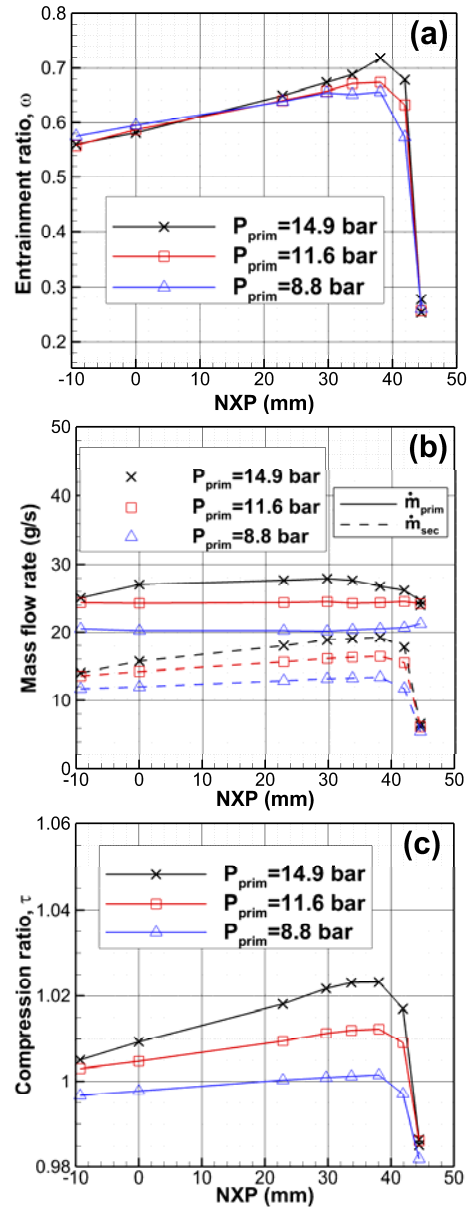 (a)
0.8
0.7
0.6
0.5
0.4
0.3
0.2
Entrainment ratio, ω
P_prim=14.9 bar
P_prim=11.6 bar
P_prim=8.8 bar
-10 0 10 20 30 40 50
NXP (mm)
(b)
50
40
30
20
10
0
Mass flow rate (g/s)
P_prim=14.9 bar
P_prim=11.6 bar
P_prim=8.8 bar
ṁ_prim
ṁ_sec
-10 0 10 20 30 40 50
NXP (mm)
(c)
1.06
1.04
1.02
1
0.98
Compression ratio, τ
P_prim=14.9 bar
P_prim=11.6 bar
P_prim=8.8 bar
-10 0 10 20 30 40 50
NXP (mm)